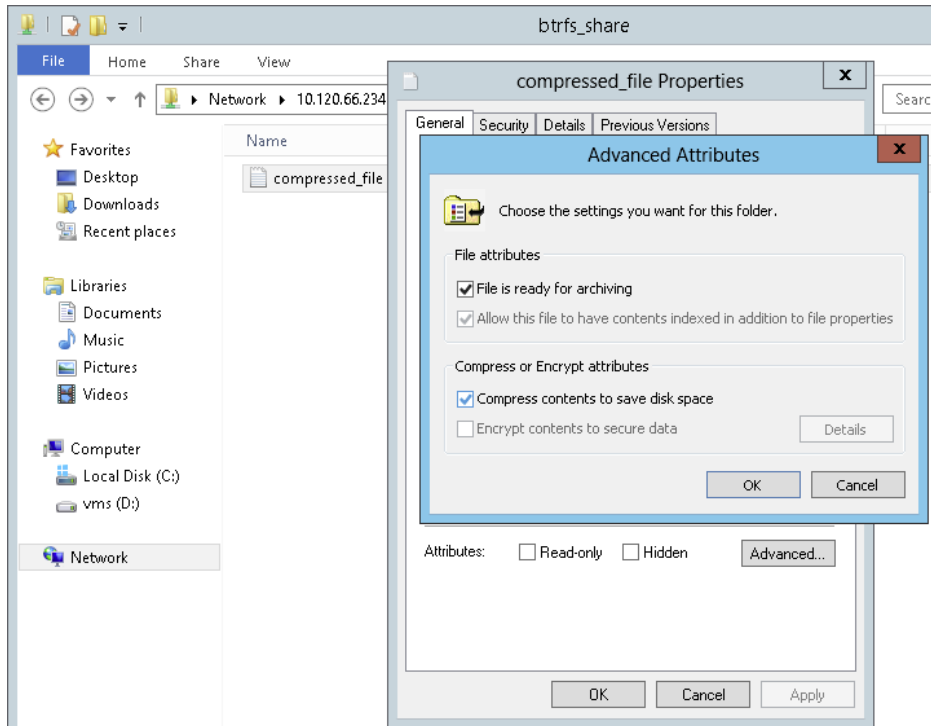 btrfs_share
File Home Share View
Network 10.120.66.234
Searc
Favorites
Desktop
Downloads
Recent places
Libraries
Documents
Music
Pictures
Videos
Computer
Local Disk (C:)
vms (D:)
Network
Name
compressed_file
compressed_file Properties
x
General Security Details Previous Versions
Advanced Attributes
x
Choose the settings you want for this folder.
File attributes
File is ready for archiving
Allow this file to have contents indexed in addition to file properties
Compress or Encrypt attributes
Compress contents to save disk space
Encrypt contents to secure data
Details
OK Cancel
Attributes: Read-only Hidden Advanced...
OK Cancel Apply